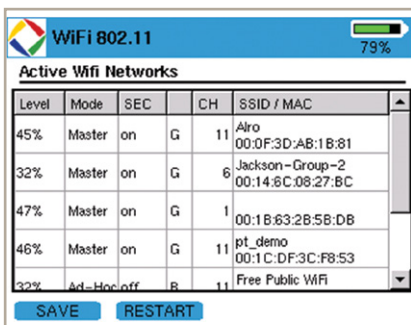 WiFi 802.11
79%
Active Wifi Networks
Level Mode SEC CH SSID / MAC
45% Master on G 11 Alro
00:0F:3D:AB:1B:81
32% Master on G 6 Jackson-Group-2
00:14:6C:08:27:BC
47% Master on G 1
00:1B:63:2B:5B:DB
46% Master on G 11 pt_demo
00:1C:DF:3C:F8:53
32% Ad-Hoc off B 11 Free Public WiFi
SAVE RESTART